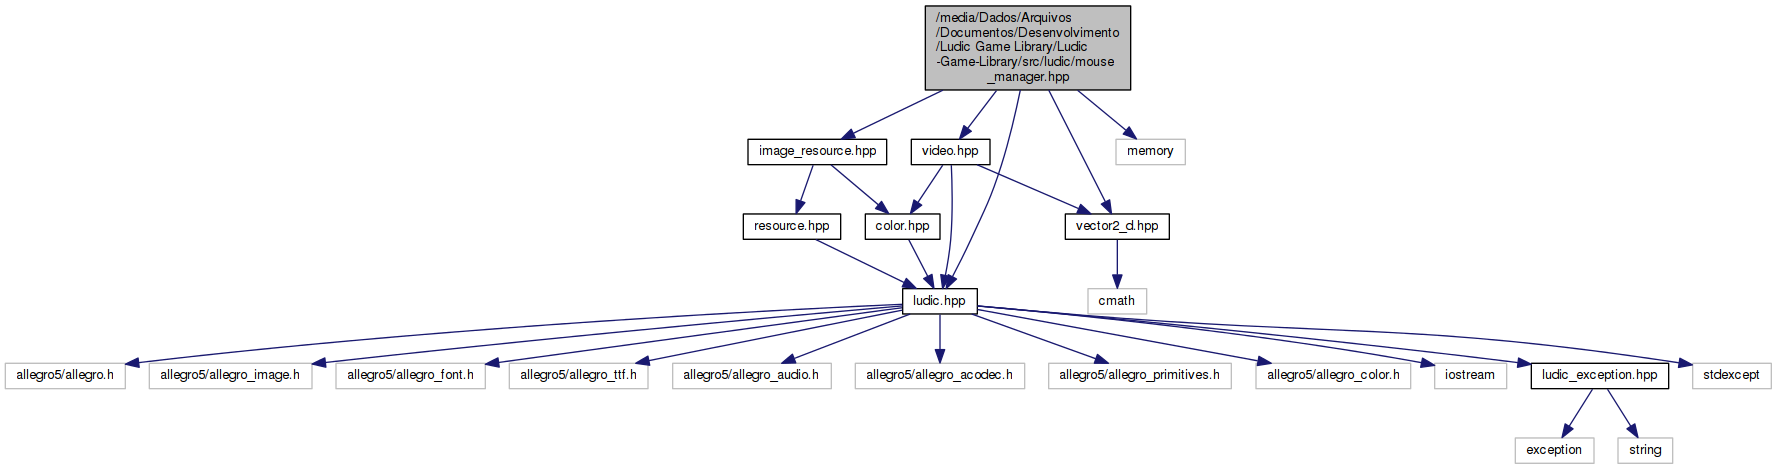 /media/Dados/Arquivos
/Documentos/Desenvolvimento
/Ludic Game Library/Ludic
-Game-Library/src/ludic/mouse
_manager.hpp
image_resource.hpp
video.hpp
memory
resource.hpp
color.hpp
vector2_d.hpp
ludic.hpp
cmath
allegro5/allegro.h
allegro5/allegro_image.h
allegro5/allegro_font.h
allegro5/allegro_ttf.h
allegro5/allegro_audio.h
allegro5/allegro_acodec.h
allegro5/allegro_primitives.h
allegro5/allegro_color.h
iostream
ludic_exception.hpp
stdexcept
exception
string